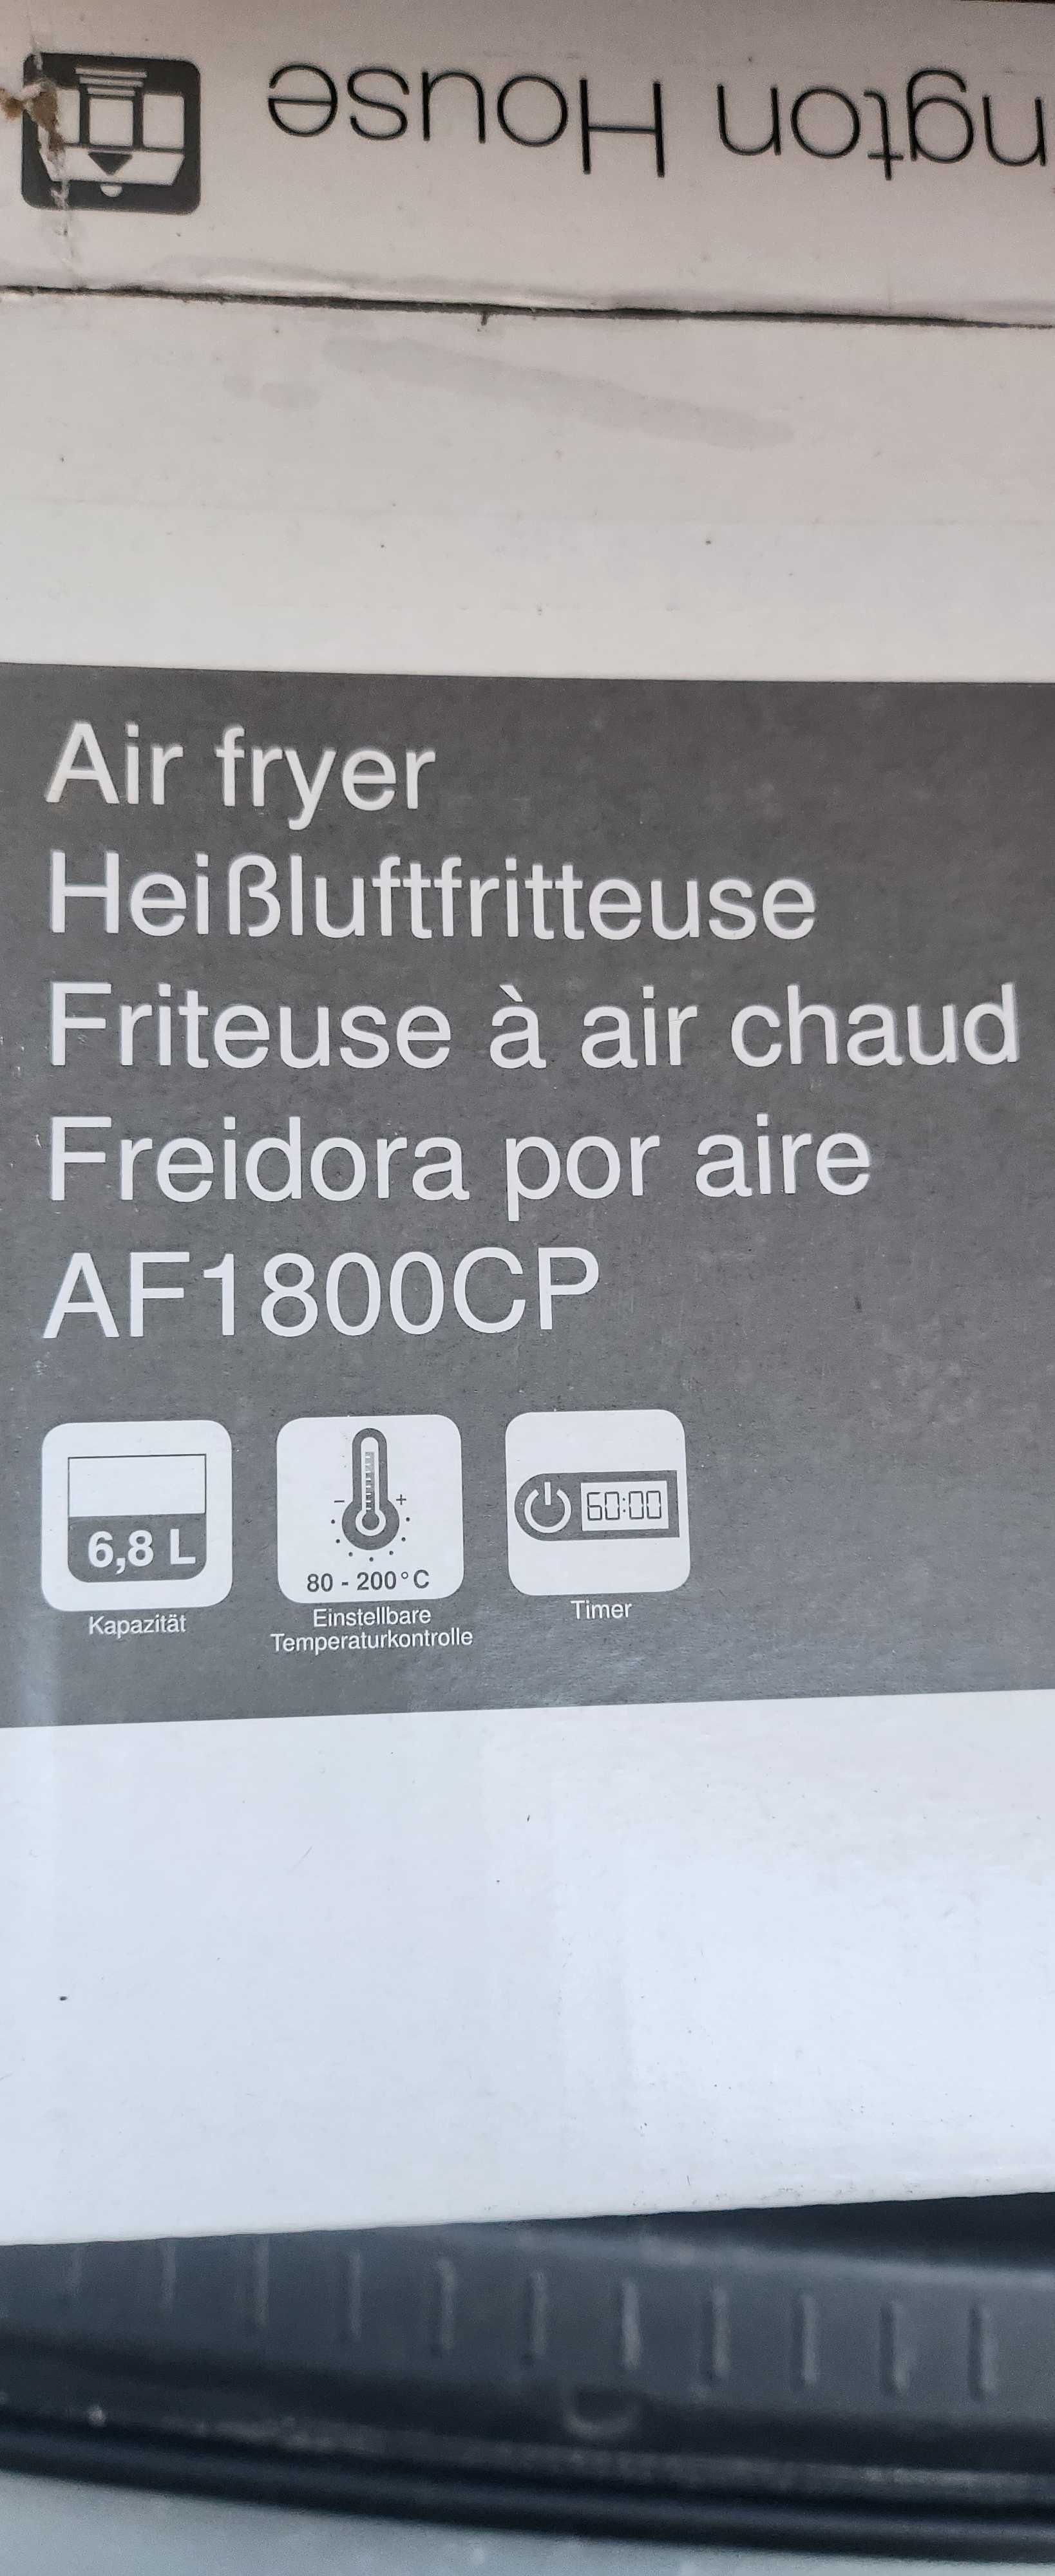 ngton House
Air fryer
Heißluftfritteuse
Friteuse à air chaud
Freidora por aire
AF1800CP
6,8 L
Kapazität
- +
80 - 200°C
Einstellbare
Temperaturkontrolle
60:00
Timer